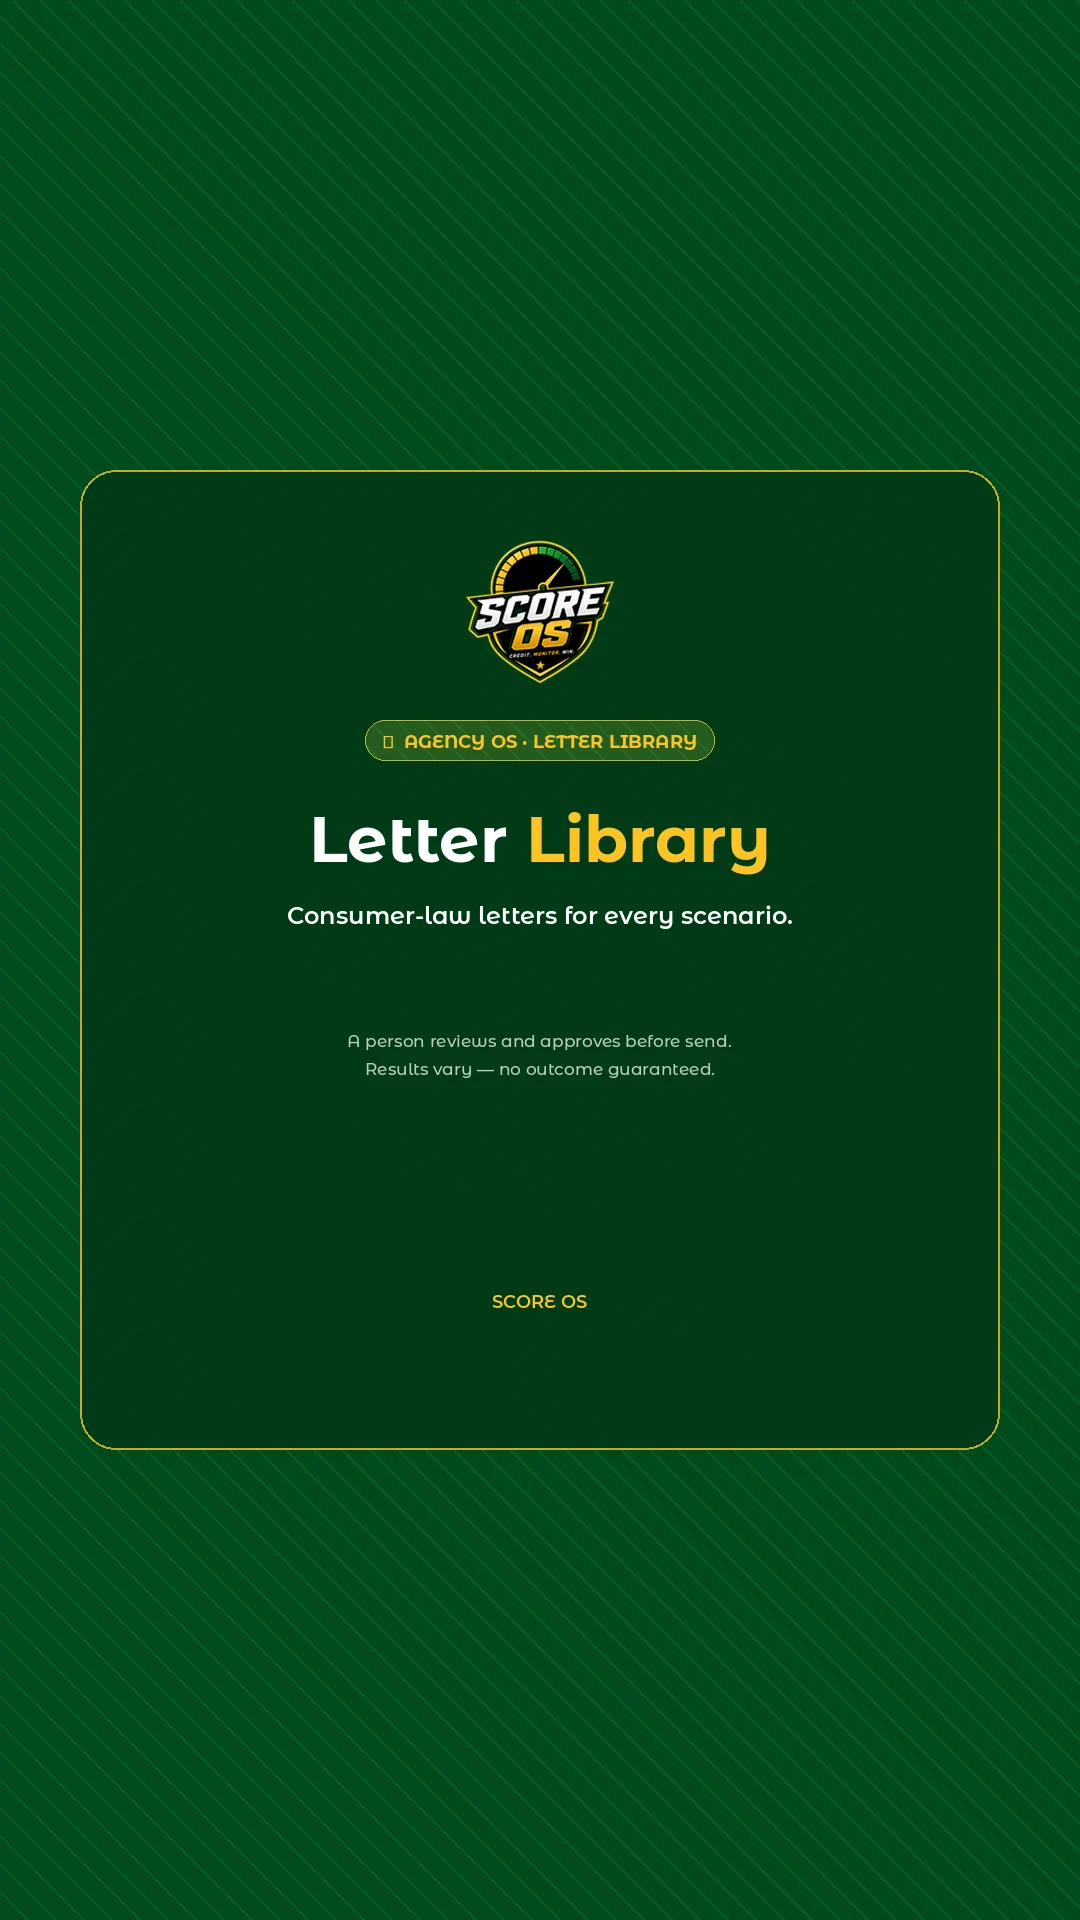 SCORE
OS
CREDIT. MONITOR. WIN.
AGENCY OS · LETTER LIBRARY
Letter Library
Consumer-law letters for every scenario.
A person reviews and approves before send.
Results vary — no outcome guaranteed.
SCORE OS